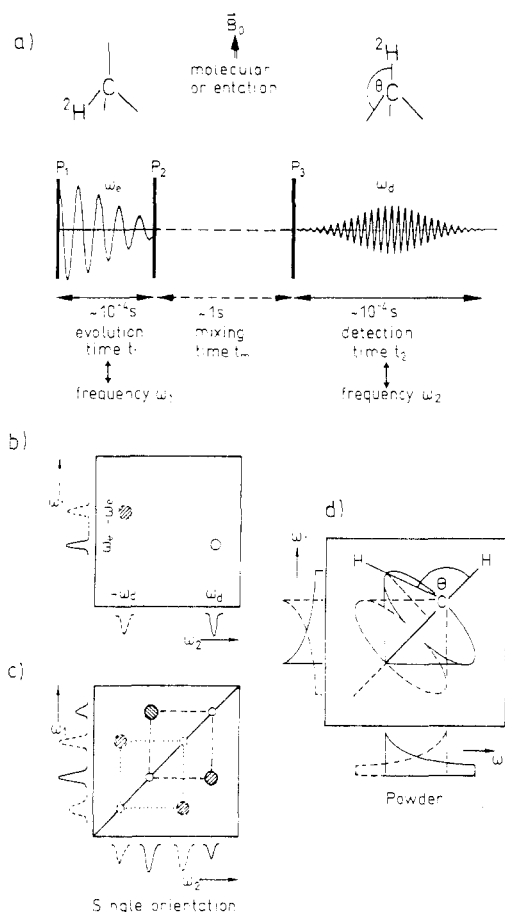 a)
B₀
molecular
orientation
²H
C
²H
θ
C
P₁
P₂
P₃
ωe
ωd
~10⁻⁴s
~1s
~10⁻⁴s
evolution
mixing
detection
time t₁
time tₘ
time t₂
frequency ω₁
frequency ω₂
b)
ω₁
-ωe
ωe
-ωd
ωd
ω₂
c)
ω₁
ω₂
Single orientation
d)
ω₁
H
H
θ
C
ω
Powder